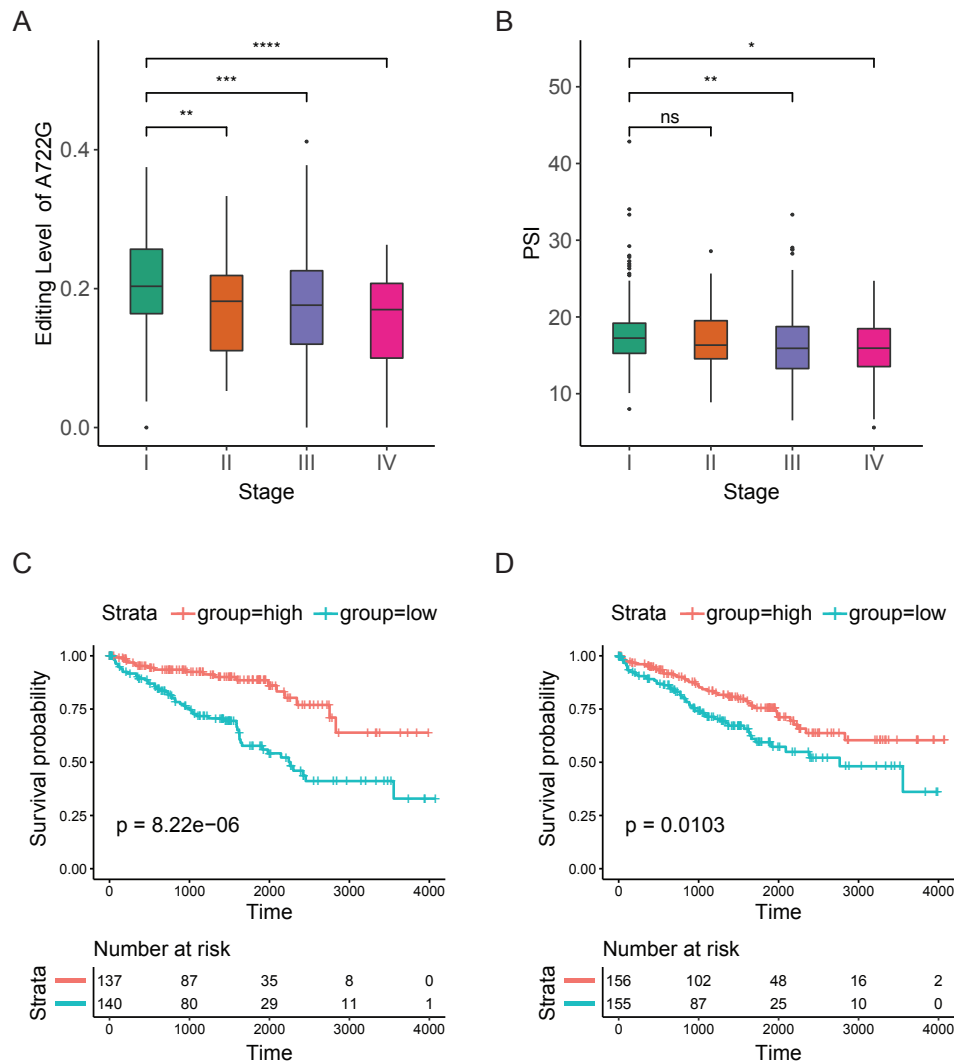 A
Editing Level of A722G
****
***
**
0.4
0.2
0.0
I II III IV
Stage
B
PSI
*
**
ns
50
40
30
20
10
I II III IV
Stage
C
Strata group=high group=low
Survival probability
1.00
0.75
0.50
0.25
0.00
p = 8.22e−06
0 1000 2000 3000 4000
Time
Number at risk
Strata
137 87 35 8 0
140 80 29 11 1
0 1000 2000 3000 4000
Time
D
Strata group=high group=low
Survival probability
1.00
0.75
0.50
0.25
0.00
p = 0.0103
0 1000 2000 3000 4000
Time
Number at risk
Strata
156 102 48 16 2
155 87 25 10 0
0 1000 2000 3000 4000
Time